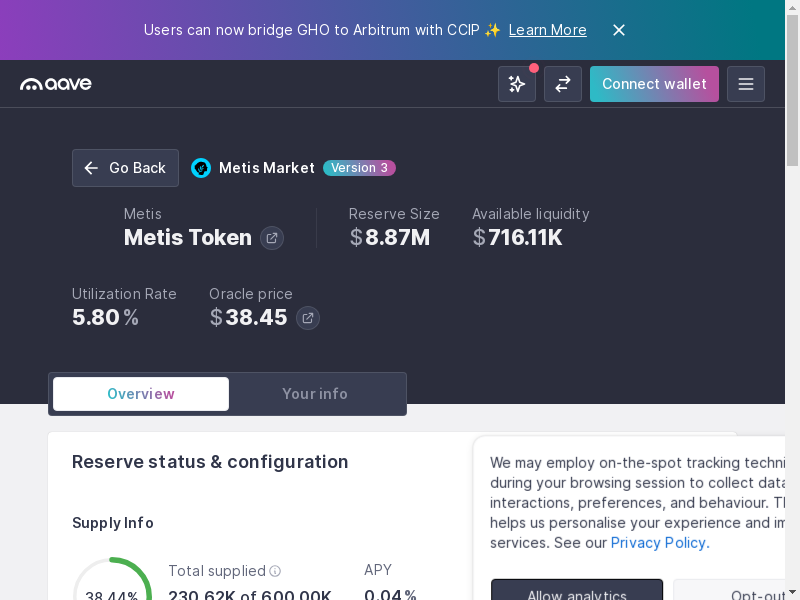 Users can now bridge GHO to Arbitrum with CCIP ✨ Learn More
aave
Connect wallet
Go Back
Metis Market
Version 3
Metis
Metis Token
Reserve Size
$8.87M
Available liquidity
$716.11K
Utilization Rate
5.80%
Oracle price
$38.45
Overview
Your info
Reserve status & configuration
Supply Info
38.44%
Total supplied
230.62K of 600.00K
APY
0.04%
We may employ on-the-spot tracking
during your browsing session to collect data
interactions, preferences, and behaviour.
helps us personalise your experience and
services. See our Privacy Policy.
Allow analytics
Opt-out